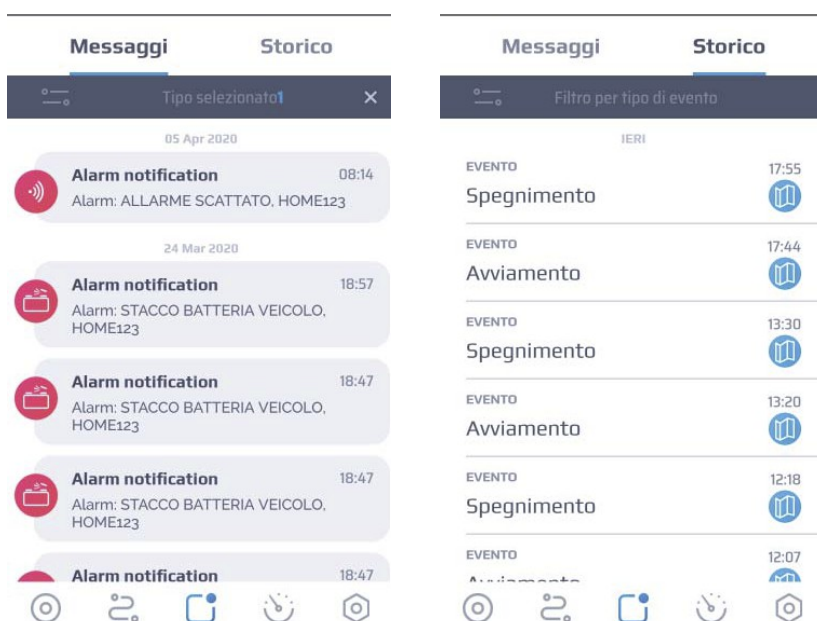 Messaggi Storico
Tipo selezionato1 ×
05 Apr 2020
Alarm notification 08:14
Alarm: ALLARME SCATTATO, HOME123
24 Mar 2020
Alarm notification 18:57
Alarm: STACCO BATTERIA VEICOLO,
HOME123
Alarm notification 18:47
Alarm: STACCO BATTERIA VEICOLO,
HOME123
Alarm notification 18:47
Alarm: STACCO BATTERIA VEICOLO,
HOME123
Alarm notification 18:47
Messaggi Storico
Filtro per tipo di evento
IERI
EVENTO 17:55
Spegnimento
EVENTO 17:44
Avviamento
EVENTO 13:30
Spegnimento
EVENTO 13:20
Avviamento
EVENTO 12:18
Spegnimento
EVENTO 12:07
Avviamento